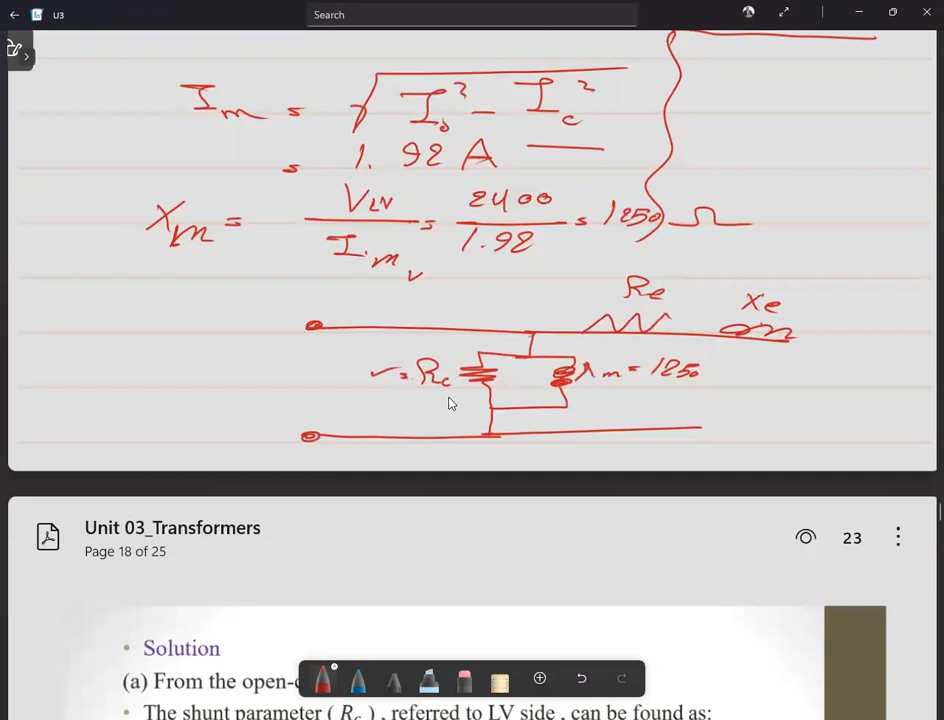 U3
Search
Im = √ I₀² - Ic²
= 1.92 A
Xm = VLV / Im = 2400 / 1.92 = 1250 Ω
Re
Xe
Rc
Xm = 1250
Unit 03_Transformers
23
Page 18 of 25
• Solution
(a) From the open-c
• The shunt parameter ( Rc ) , referred to LV side , can be found as: